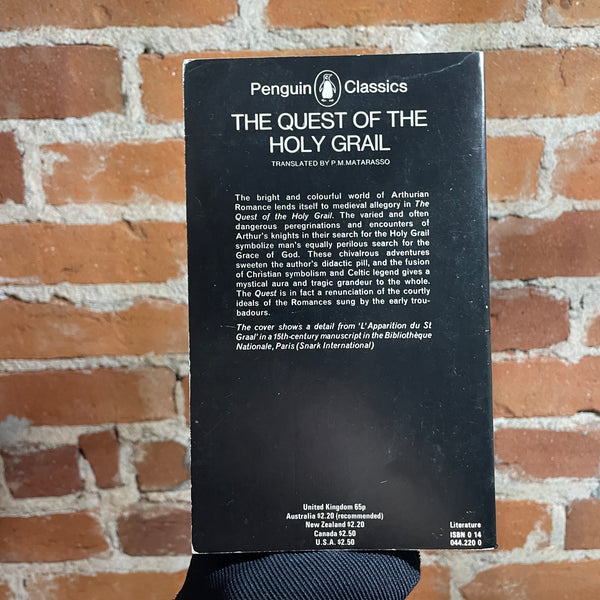 Penguin Classics
THE QUEST OF THE
HOLY GRAIL
TRANSLATED BY P.M.MATARASSO
The bright and colourful world of Arthurian
Romance lends itself to medieval allegory in The
Quest of the Holy Grail. The varied and often
dangerous peregrinations and encounters of
Arthur's knights in their search for the Holy Grail
symbolize man's equally perilous search for the
Grace of God. These chivalrous adventures
sweeten the author's didactic pill, and the fusion
of Christian symbolism and Celtic legend gives a
mystical aura and tragic grandeur to the whole.
The Quest is in fact a renunciation of the courtly
ideals of the Romances sung by the early trou-
badours.
The cover shows a detail from 'L'Apparition du St
Graal' in a 15th-century manuscript in the Bibliothèque
Nationale, Paris (Snark International)
United Kingdom 65p
Australia $2.20 (recommended)
New Zealand $2.20
Canada $2.50
U.S.A. $2.50
Literature
ISBN 0 14
044.220 0